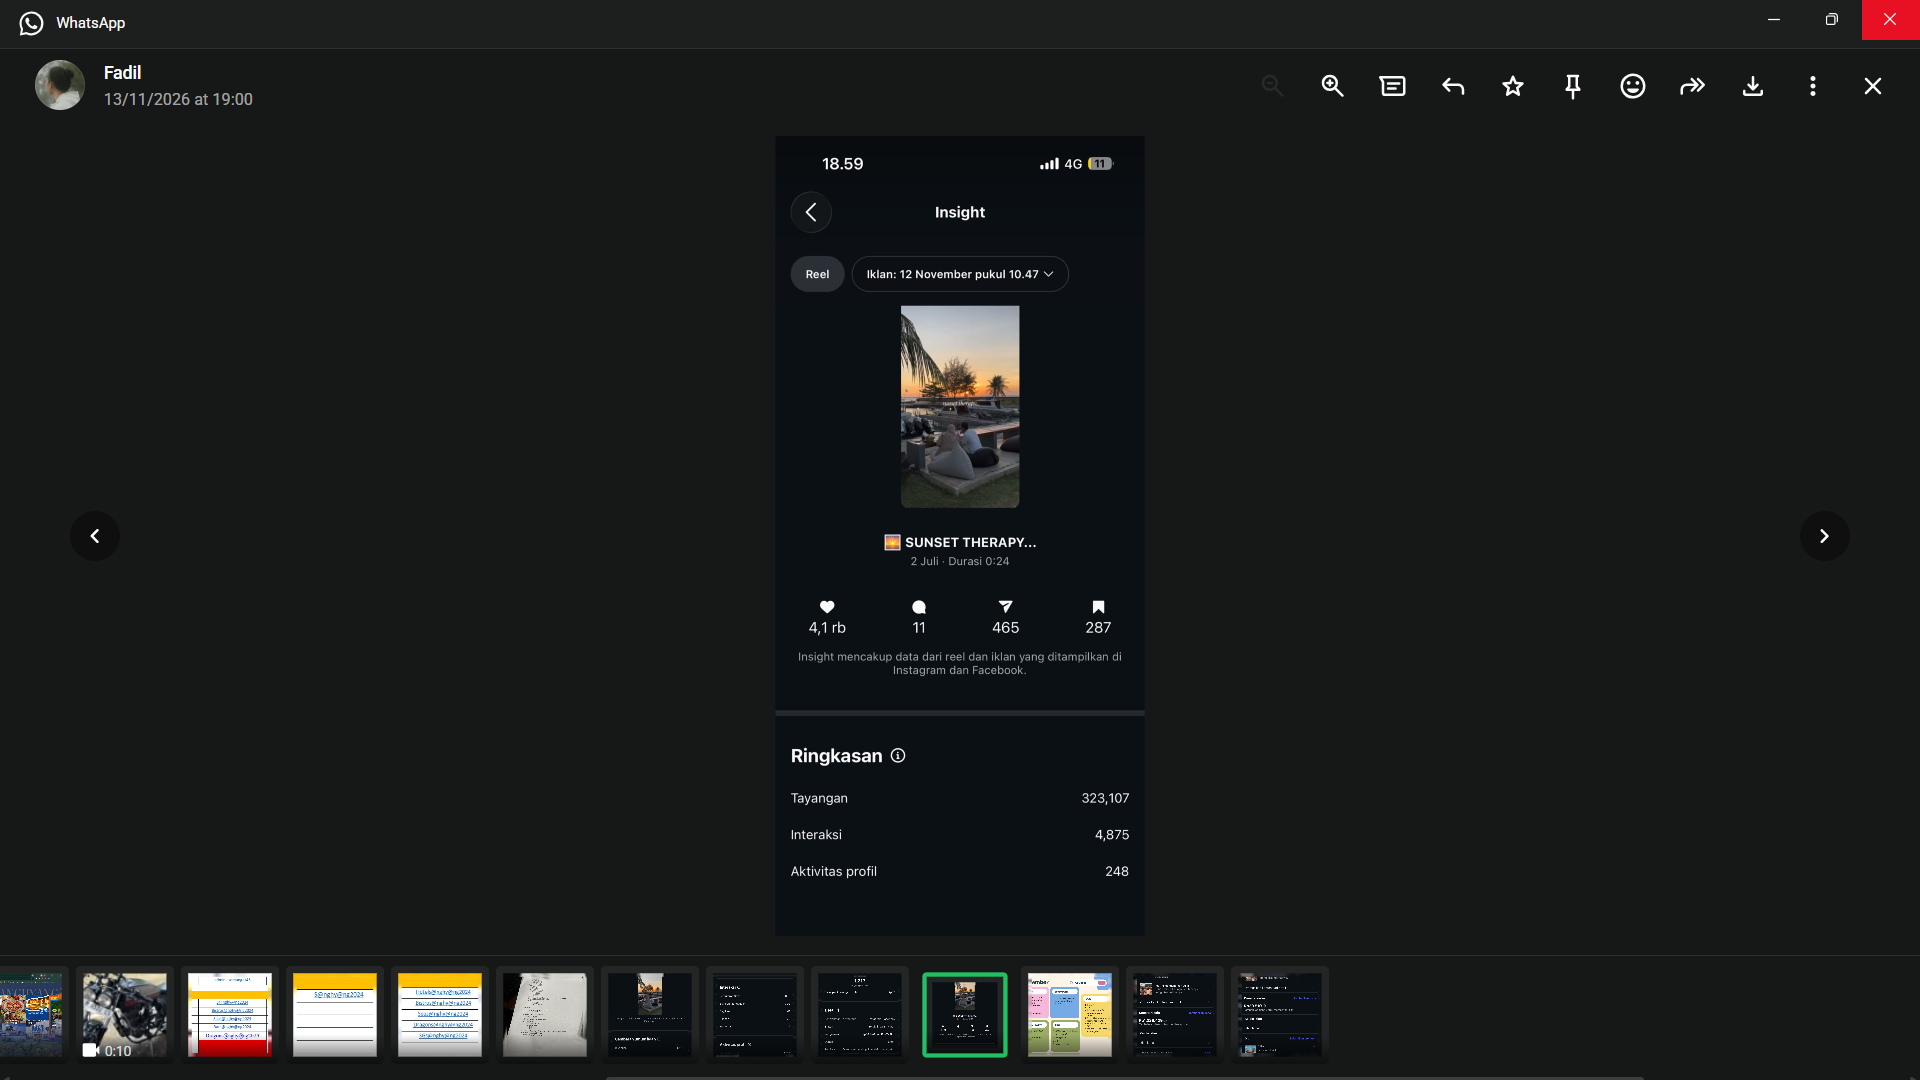 WhatsApp
Fadil
13/11/2026 at 19:00
18.59
4G 11
Insight
Reel
Iklan: 12 November pukul 10.47
sunset therapy
SUNSET THERAPY...
2 Juli · Durasi 0:24
4,1 rb
11
465
287
Insight mencakup data dari reel dan iklan yang ditampilkan di
Instagram dan Facebook.
Ringkasan
Tayangan 323,107
Interaksi 4,875
Aktivitas profil 248
0:10